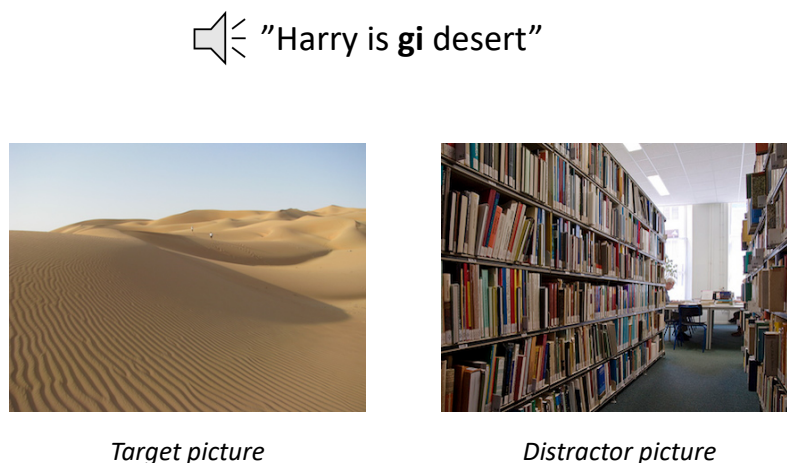 ”Harry is gi desert”
Target picture
Distractor picture